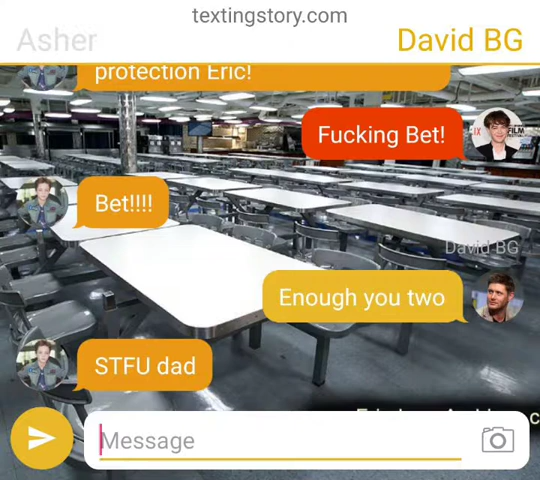 textingstory.com
Asher
David BG
protection Eric!
Fucking Bet!
Bet!!!!
David BG
Enough you two
STFU dad
Message